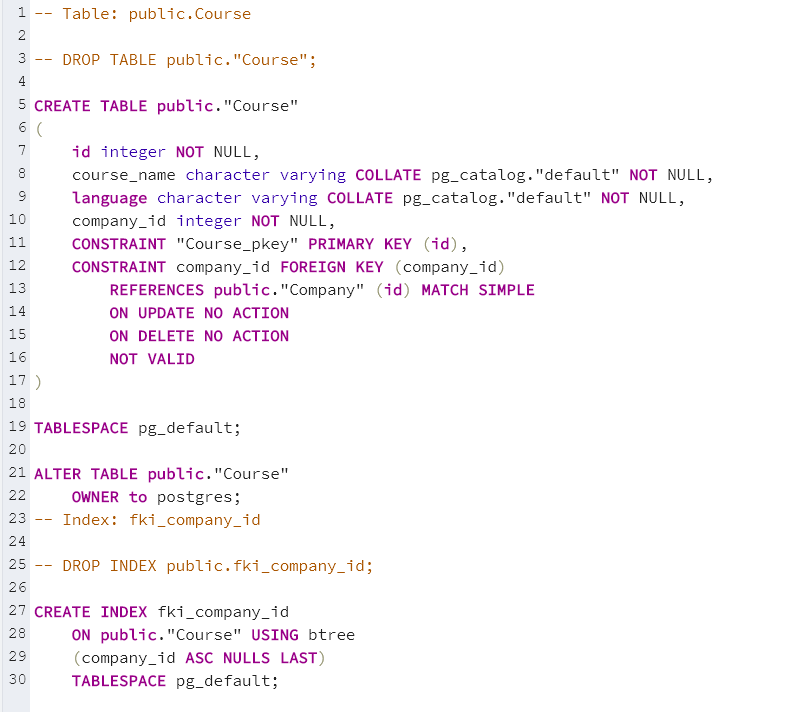 1 -- Table: public.Course
2
3 -- DROP TABLE public."Course";
4
5 CREATE TABLE public."Course"
6 (
7     id integer NOT NULL,
8     course_name character varying COLLATE pg_catalog."default" NOT NULL,
9     language character varying COLLATE pg_catalog."default" NOT NULL,
10     company_id integer NOT NULL,
11     CONSTRAINT "Course_pkey" PRIMARY KEY (id),
12     CONSTRAINT company_id FOREIGN KEY (company_id)
13         REFERENCES public."Company" (id) MATCH SIMPLE
14         ON UPDATE NO ACTION
15         ON DELETE NO ACTION
16         NOT VALID
17 )
18
19 TABLESPACE pg_default;
20
21 ALTER TABLE public."Course"
22     OWNER to postgres;
23 -- Index: fki_company_id
24
25 -- DROP INDEX public.fki_company_id;
26
27 CREATE INDEX fki_company_id
28     ON public."Course" USING btree
29     (company_id ASC NULLS LAST)
30     TABLESPACE pg_default;